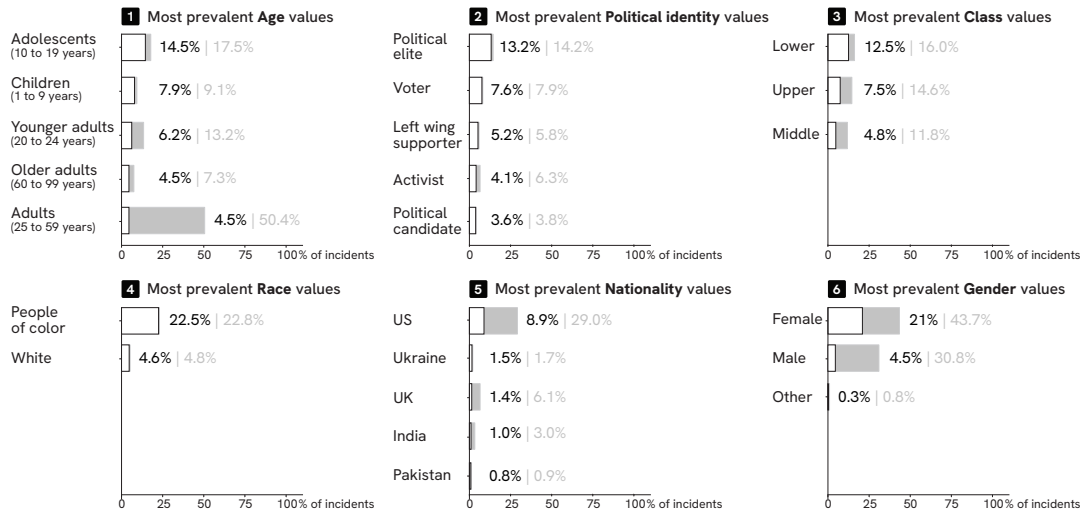 1 Most prevalent Age values
Adolescents
(10 to 19 years)
14.5% | 17.5%
Children
(1 to 9 years)
7.9% | 9.1%
Younger adults
(20 to 24 years)
6.2% | 13.2%
Older adults
(60 to 99 years)
4.5% | 7.3%
Adults
(25 to 59 years)
4.5% | 50.4%
0 25 50 75 100% of incidents
2 Most prevalent Political identity values
Political
elite
13.2% | 14.2%
Voter
7.6% | 7.9%
Left wing
supporter
5.2% | 5.8%
Activist
4.1% | 6.3%
Political
candidate
3.6% | 3.8%
0 25 50 75 100% of incidents
3 Most prevalent Class values
Lower
12.5% | 16.0%
Upper
7.5% | 14.6%
Middle
4.8% | 11.8%
0 25 50 75 100% of incidents
4 Most prevalent Race values
People
of color
22.5% | 22.8%
White
4.6% | 4.8%
0 25 50 75 100% of incidents
5 Most prevalent Nationality values
US
8.9% | 29.0%
Ukraine
1.5% | 1.7%
UK
1.4% | 6.1%
India
1.0% | 3.0%
Pakistan
0.8% | 0.9%
0 25 50 75 100% of incidents
6 Most prevalent Gender values
Female
21% | 43.7%
Male
4.5% | 30.8%
Other
0.3% | 0.8%
0 25 50 75 100% of incidents